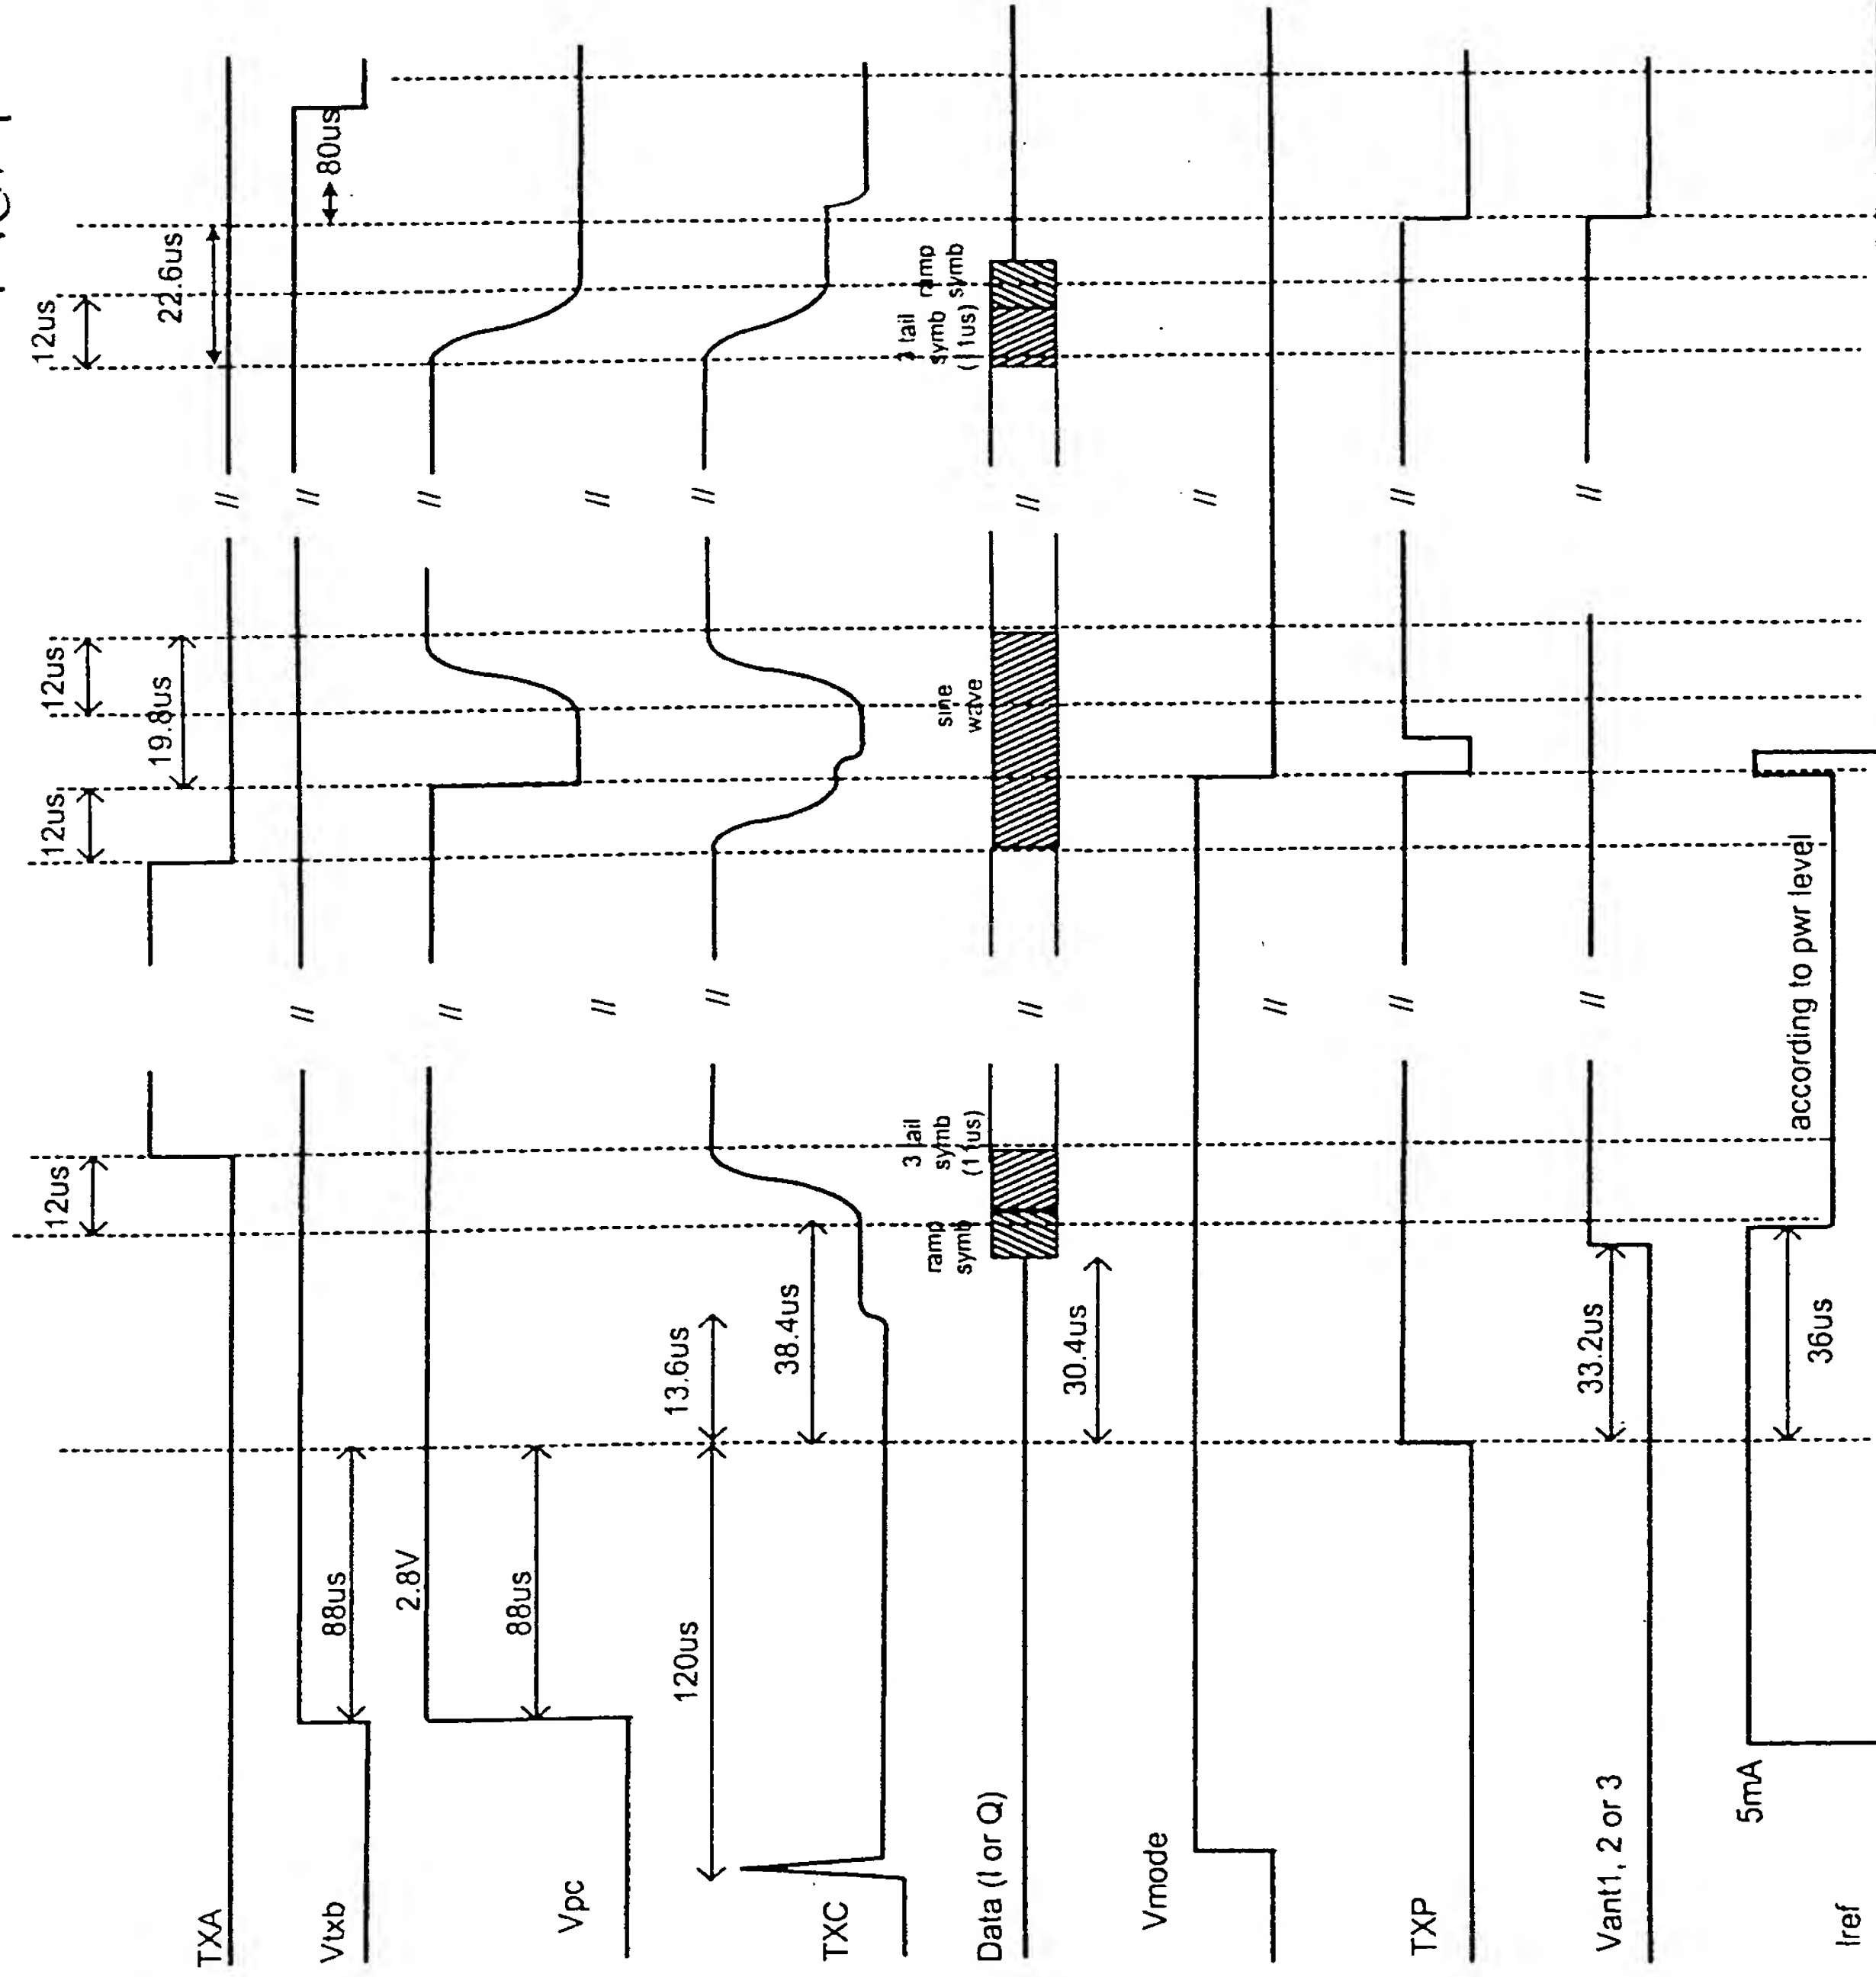 TXA
Vtxb
Vpc
TXC
Data (I or Q)
Vmode
TXP
Vant1, 2 or 3
Iref
12us
12us
19.8us
12us
12us
22.6us
88us
80us
2.8V
88us
120us
13.6us
38.4us
ramp
symb
3 tail
symb
sine
wave
3 tail
symb
ramp
symb
30.4us
33.2us
5mA
36us
according to pwr level